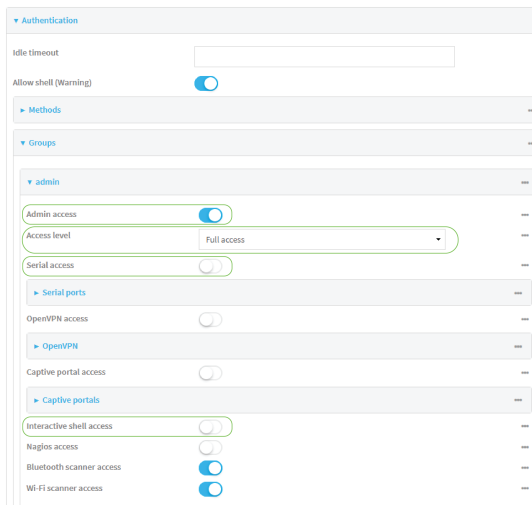 Authentication
Idle timeout
Allow shell (Warning)
Methods
Groups
admin
Admin access
Access level Full access
Serial access
Serial ports
OpenVPN access
OpenVPN
Captive portal access
Captive portals
Interactive shell access
Nagios access
Bluetooth scanner access
Wi-Fi scanner access